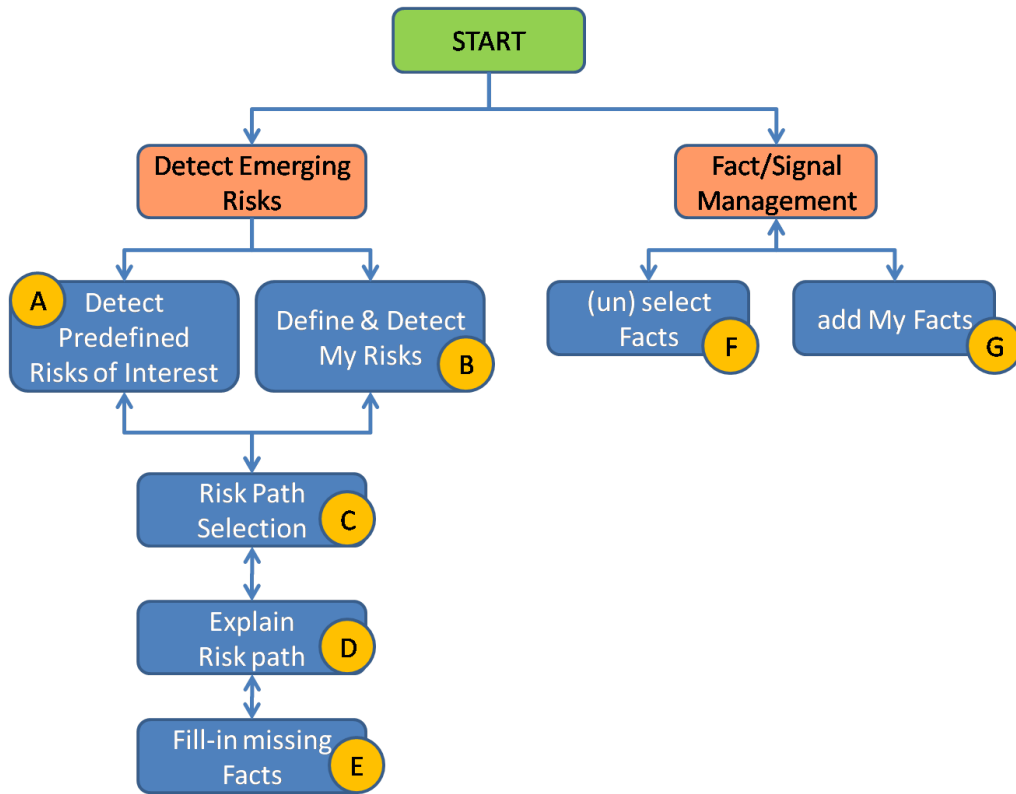 START
Detect Emerging
Risks
Fact/Signal
Management
A
Detect
Predefined
Risks of Interest
Define & Detect
My Risks
B
(un) select
Facts
F
add My Facts
G
Risk Path
Selection
C
Explain
Risk path
D
Fill-in missing
Facts
E